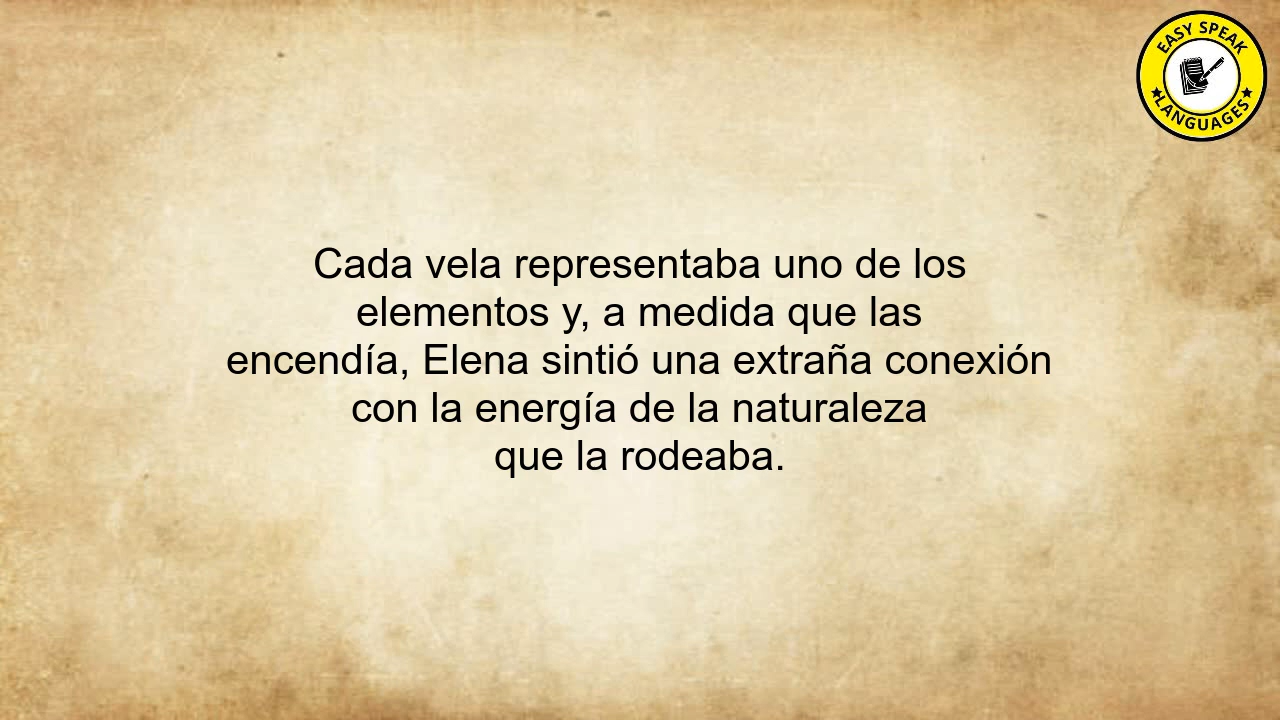 EASY SPEAK
LANGUAGES
Cada vela representaba uno de los
elementos y, a medida que las
encendía, Elena sintió una extraña conexión
con la energía de la naturaleza
que la rodeaba.